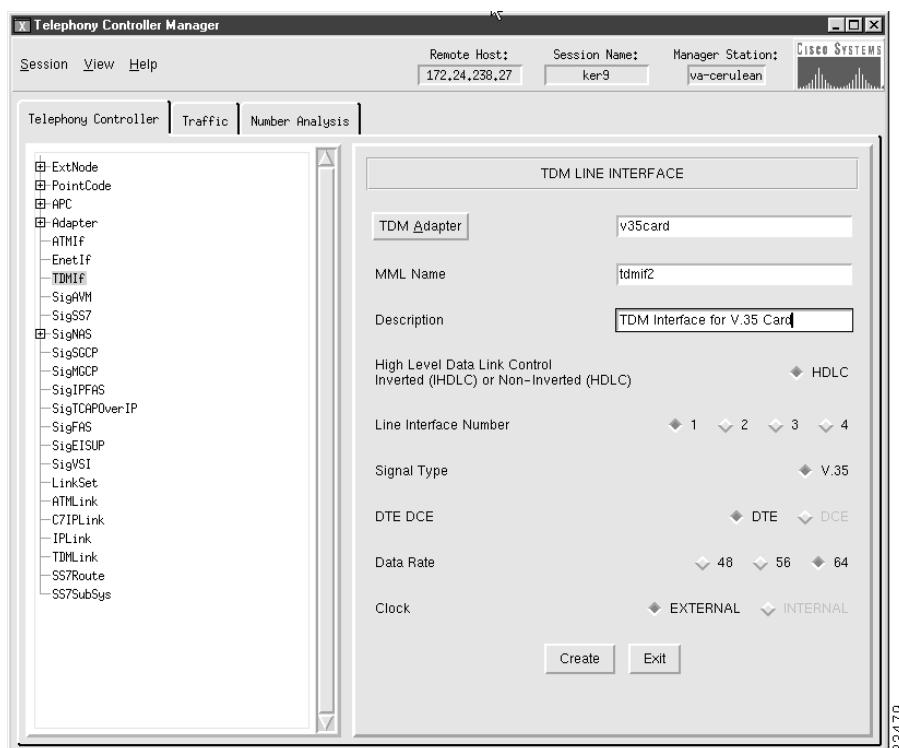 X Telephony Controller Manager
Session View Help
Remote Host: Session Name: Manager Station:
172.24.238.27 ker9 va-cerulean
CISCO SYSTEMS
Telephony Controller Traffic Number Analysis
ExtNode
PointCode
APC
Adapter
ATMIf
EnetIf
TDMIf
SigAVM
SigSS7
SigNAS
SigSGCP
SigMGCP
SigIPFAS
SigTCAPOverIP
SigFAS
SigEISUP
SigVSI
LinkSet
ATMLink
C7IPLink
IPLink
TDMLink
SS7Route
SS7SubSys
TDM LINE INTERFACE
TDM Adapter v35card
MML Name tdmif2
Description TDM Interface for V.35 Card
High Level Data Link Control
Inverted (IHDLC) or Non-Inverted (HDLC) HDLC
Line Interface Number 1 2 3 4
Signal Type V.35
DTE DCE DTE DCE
Data Rate 48 56 64
Clock EXTERNAL INTERNAL
Create Exit